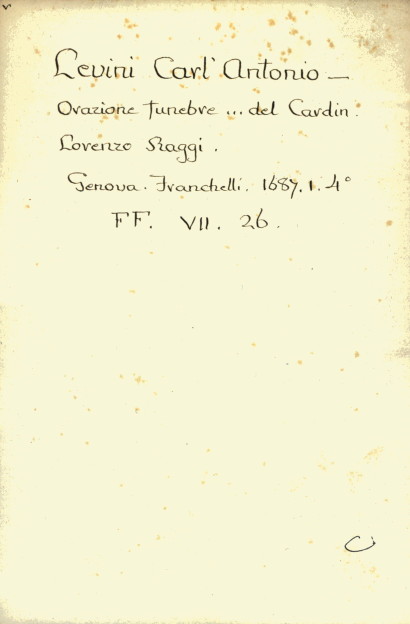 Levini Carl' Antonio —
Orazione funebre ... del Cardin.
Lorenzo Raggi.
Genova. Franchelli. 1687. 1. 4°
FF. VII. 26.